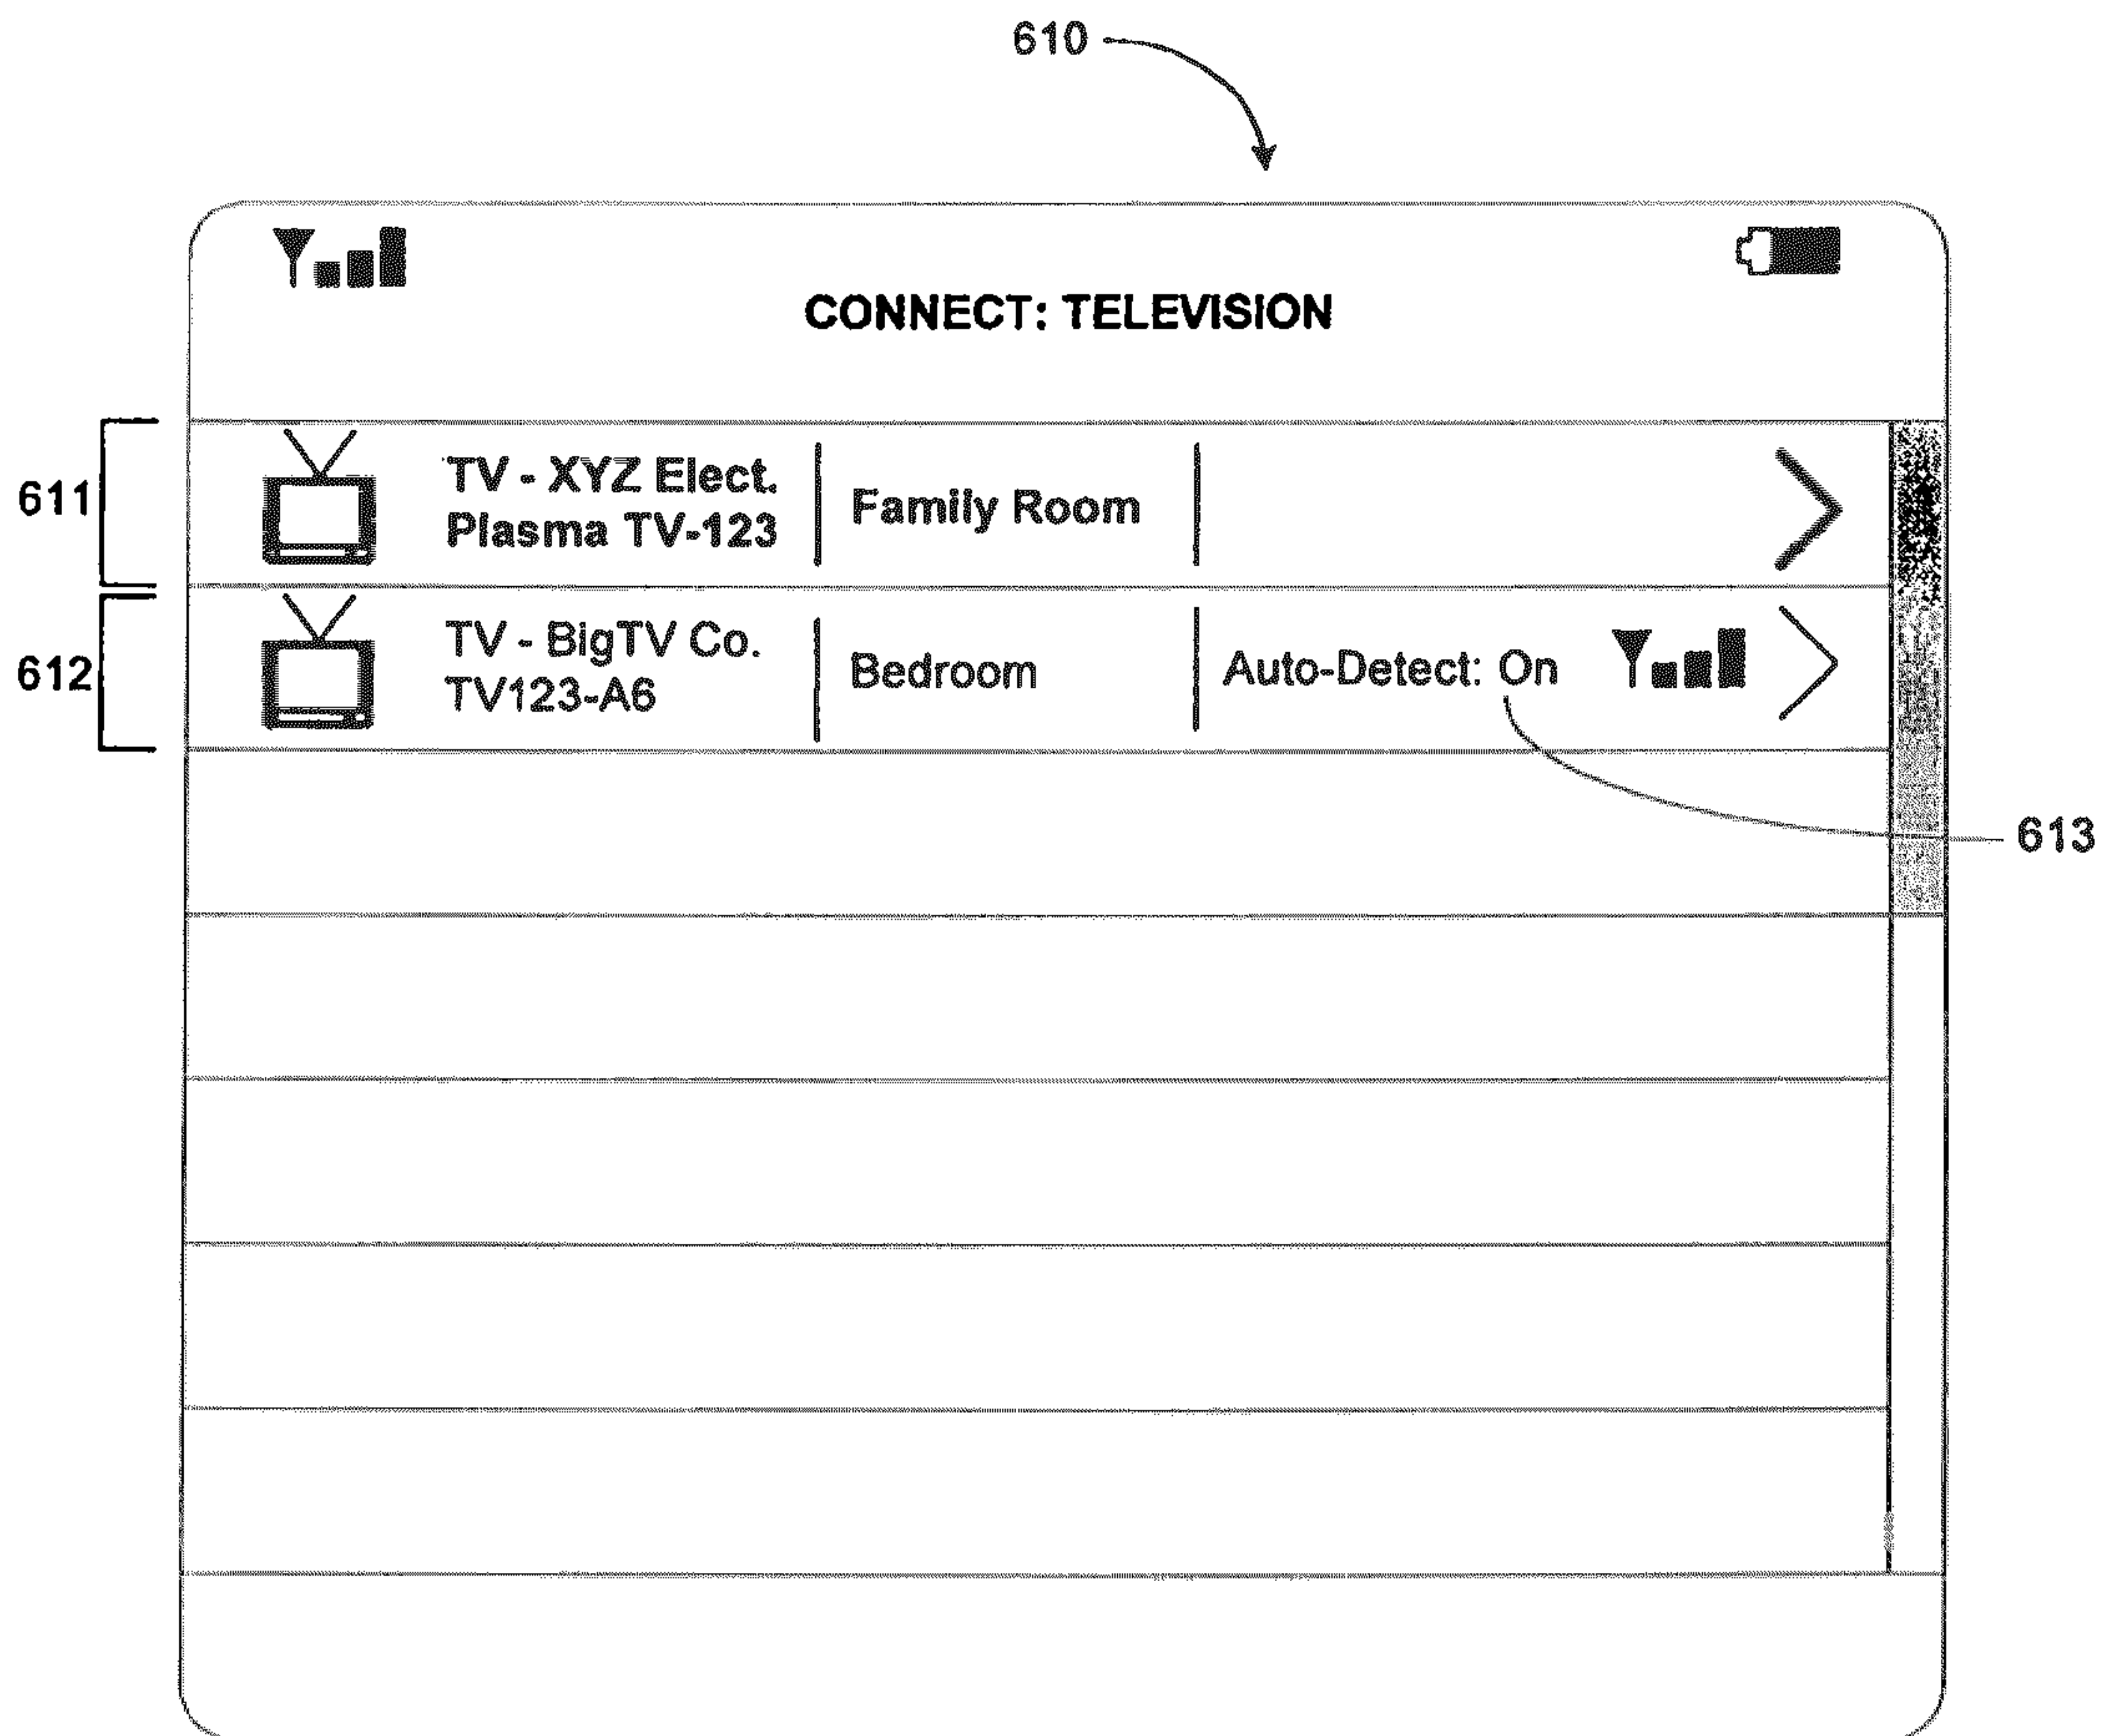 610
CONNECT: TELEVISION
611
TV - XYZ Elect.
Plasma TV-123
Family Room
612
TV - BigTV Co.
TV123-A6
Bedroom
Auto-Detect: On
613